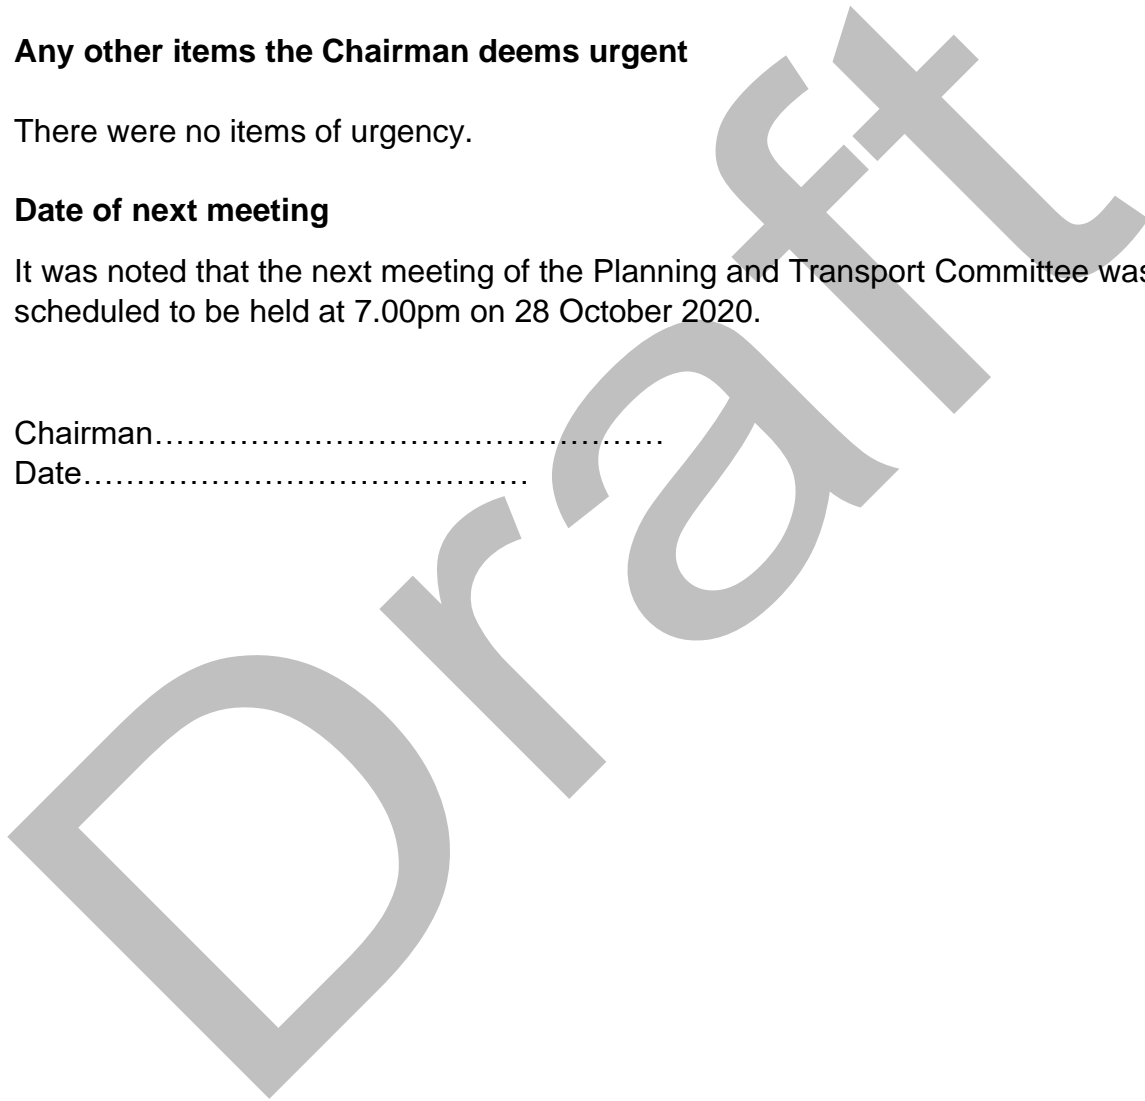 Any other items the Chairman deems urgent
There were no items of urgency.
Date of next meeting
It was noted that the next meeting of the Planning and Transport Committee was
scheduled to be held at 7.00pm on 28 October 2020.
Chairman…………………………………………
Date……………………………………
Draft